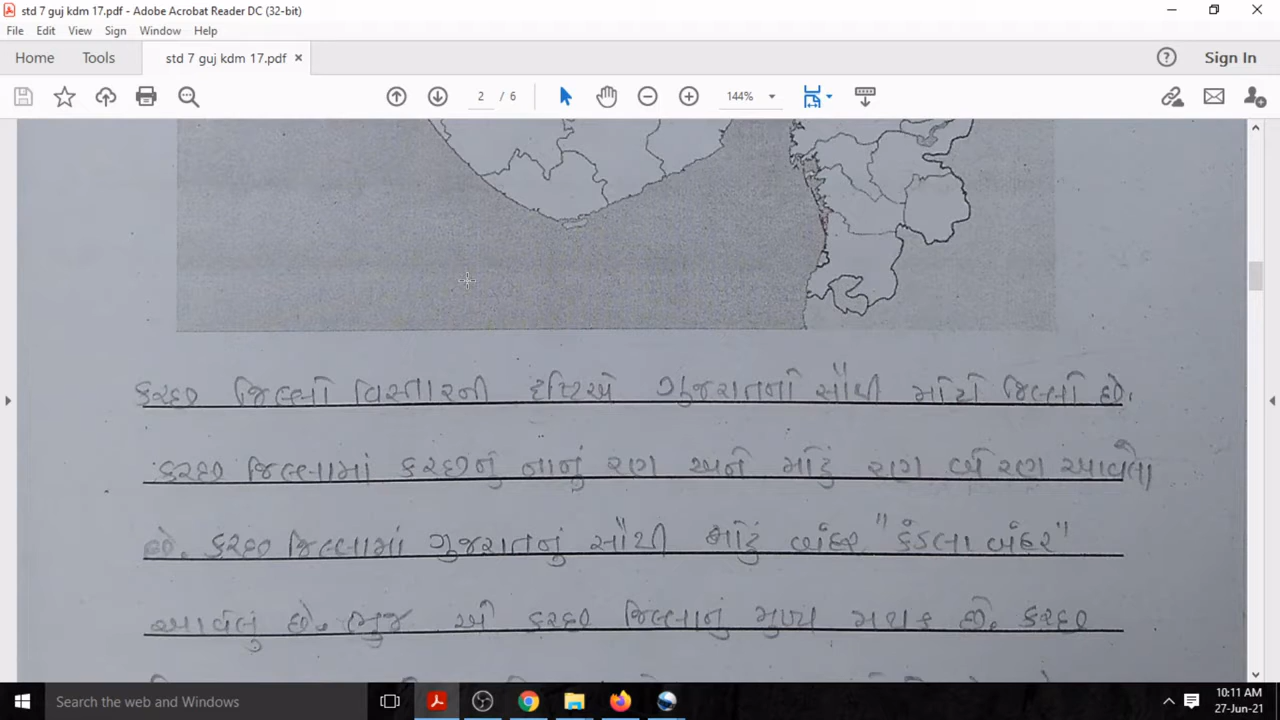 std 7 guj kdm 17.pdf - Adobe Acrobat Reader DC (32-bit)
File Edit View Sign Window Help
Home Tools std 7 guj kdm 17.pdf × Sign In
2 / 6 144%
કચ્છ જિલ્લો વિસ્તારની દૃષ્ટિએ ગુજરાતનો સૌથી મોટો જિલ્લો છે.
કચ્છ જિલ્લામાં કચ્છનું નાનું રણ અને મોટું રણ બે રણ આવેલા
છે. કચ્છ જિલ્લામાં ગુજરાતનું સૌથી મોટું બંદર "કંડલા બંદર"
આવેલું છે. ભુજ એ કચ્છ જિલ્લાનું મુખ્ય મથક છે. કચ્છ
Search the web and Windows
10:11 AM
27-Jun-21